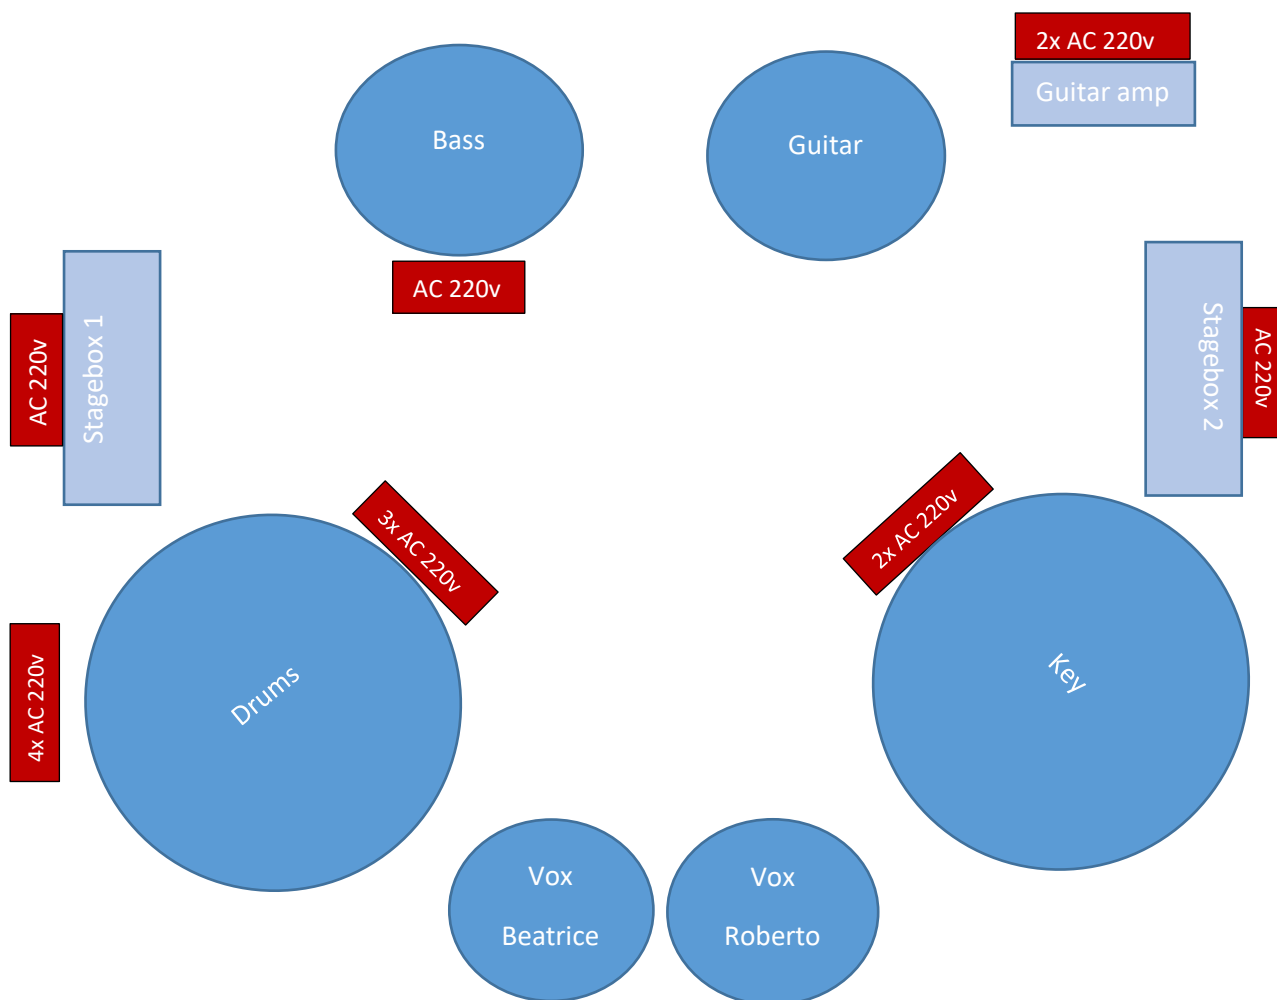 2x AC 220v
Guitar amp
Bass
Guitar
AC 220v
Stagebox 1
AC 220v
Stagebox 2
AC 220v
3x AC 220v
2x AC 220v
4x AC 220v
Drums
Key
Vox
Beatrice
Vox
Roberto